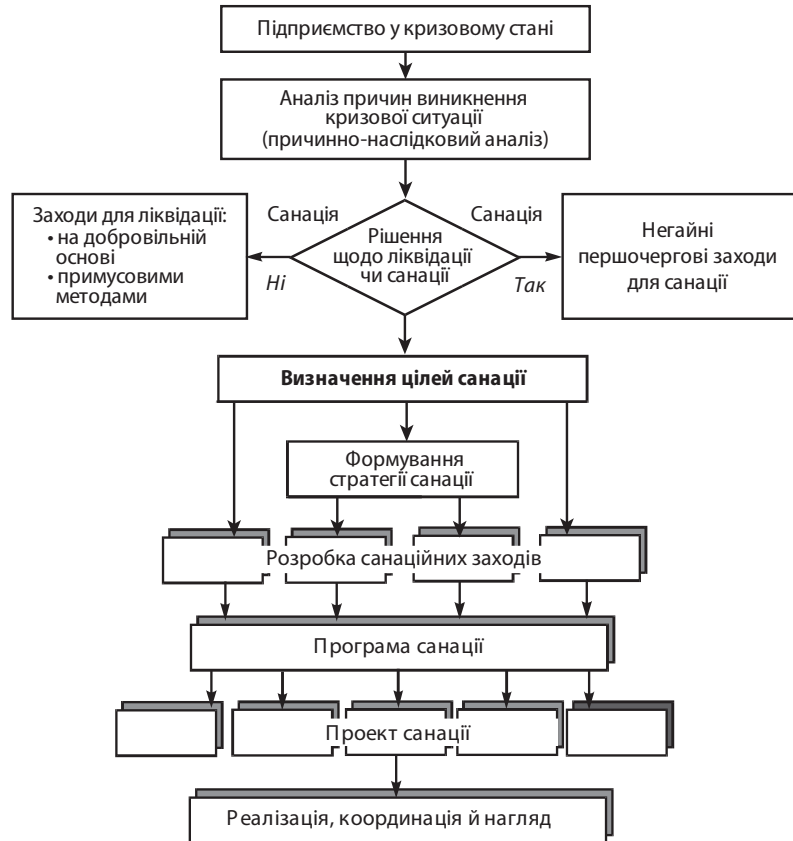 Підприємство у кризовому стані
Аналіз причин виникнення
кризової ситуації
(причинно-наслідковий аналіз)
Заходи для ліквідації:
• на добровільній
основі
• примусовими
методами
Санація
Ні
Рішення
щодо ліквідації
чи санації
Санація
Так
Негайні
першочергові заходи
для санації
Визначення цілей санації
Формування
стратегії санації
Розробка санаційних заходів
Програма санації
Проект санації
Реалізація, координація й нагляд